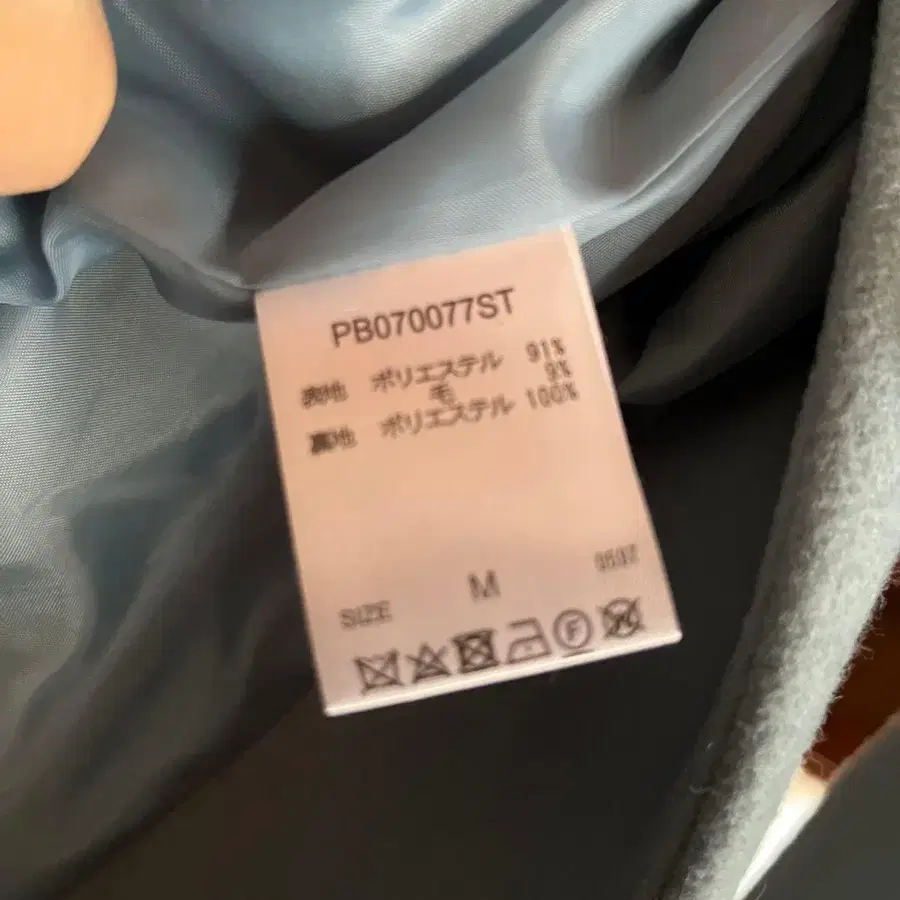 PB070077ST
表地 ポリエステル 91%
毛 9%
裏地 ポリエステル 100%
SIZE M